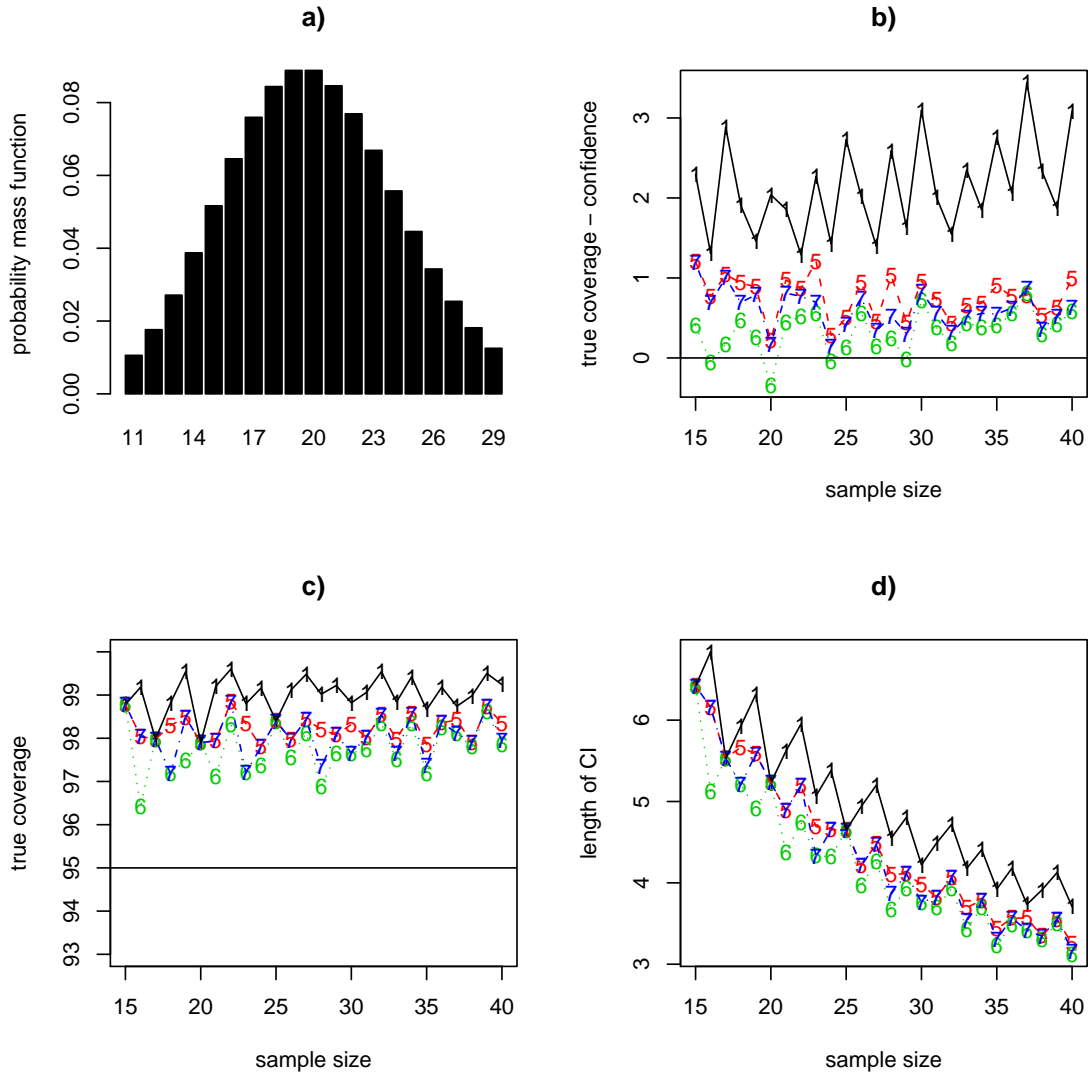 a)
probability mass function
0.00 0.02 0.04 0.06 0.08
11 14 17 20 23 26 29
b)
true coverage − confidence
0 1 2 3
15 20 25 30 35 40
sample size
c)
true coverage
93 94 95 96 97 98 99
15 20 25 30 35 40
sample size
d)
length of CI
3 4 5 6
15 20 25 30 35 40
sample size